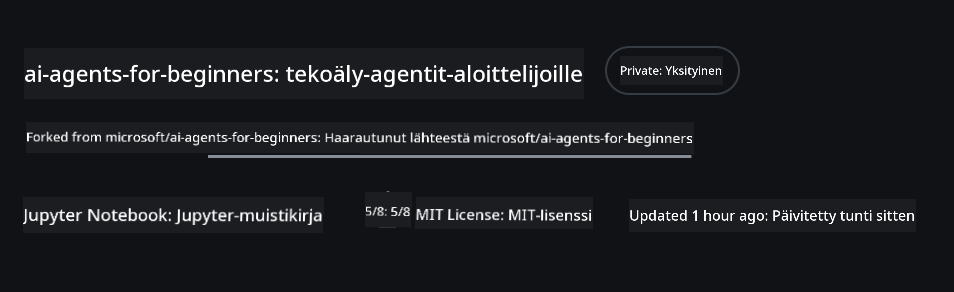 ai-agents-for-beginners: tekoäly-agentit-aloittelijoille
Private: Yksityinen
Forked from microsoft/ai-agents-for-beginners: Haarautunut lähteestä microsoft/ai-agents-for-beginners
Jupyter Notebook: Jupyter-muistikirja
5/8: 5/8
MIT License: MIT-lisenssi
Updated 1 hour ago: Päivitetty tunti sitten